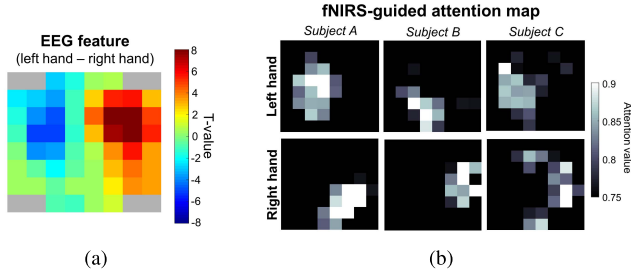 EEG feature
(left hand – right hand)
8
6
4
2
0
-2
-4
-6
-8
T-value
(a)
fNIRS-guided attention map
Subject A
Subject B
Subject C
Left hand
Right hand
0.9
0.85
0.8
0.75
Attention value
(b)